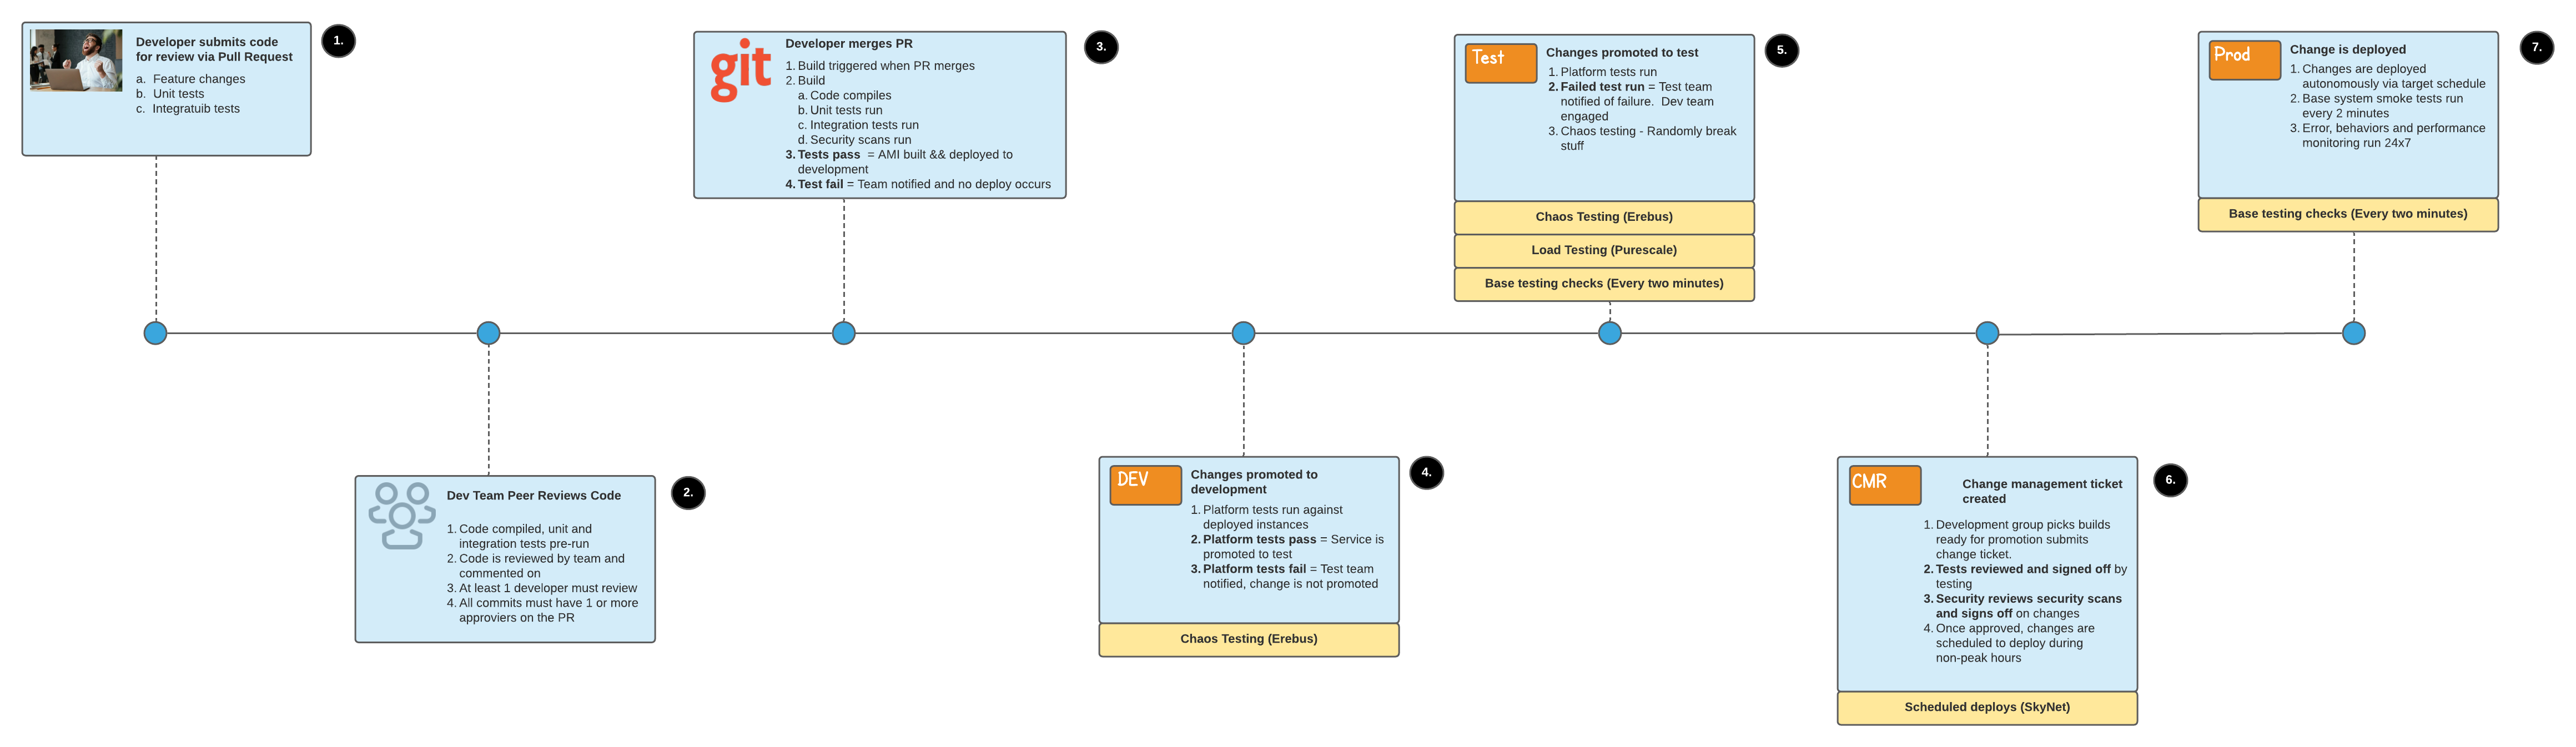 Developer submits code
for review via Pull Request
a. Feature changes
b. Unit tests
c. Integratuib tests
1.
Dev Team Peer Reviews Code
1. Code compiled, unit and
integration tests pre-run
2. Code is reviewed by team and
commented on
3. At least 1 developer must review
4. All commits must have 1 or more
approviers on the PR
2.
git
Developer merges PR
1. Build triggered when PR merges
2. Build
a. Code compiles
b. Unit tests run
c. Integration tests run
d. Security scans run
3. Tests pass = AMI built && deployed to
development
4. Test fail = Team notified and no deploy occurs
3.
DEV
Changes promoted to
development
1. Platform tests run against
deployed instances
2. Platform tests pass = Service is
promoted to test
3. Platform tests fail = Test team
notified, change is not promoted
Chaos Testing (Erebus)
4.
Test
Changes promoted to test
1. Platform tests run
2. Failed test run = Test team
notified of failure. Dev team
engaged
3. Chaos testing - Randomly break
stuff
Chaos Testing (Erebus)
Load Testing (Purescale)
Base testing checks (Every two minutes)
5.
CMR
Change management ticket
created
1. Development group picks builds
ready for promotion submits
change ticket.
2. Tests reviewed and signed off by
testing
3. Security reviews security scans
and signs off on changes
4. Once approved, changes are
scheduled to deploy during
non-peak hours
Scheduled deploys (SkyNet)
6.
Prod
Change is deployed
1. Changes are deployed
autonomously via target schedule
2. Base system smoke tests run
every 2 minutes
3. Error, behaviors and performance
monitoring run 24x7
Base testing checks (Every two minutes)
7.